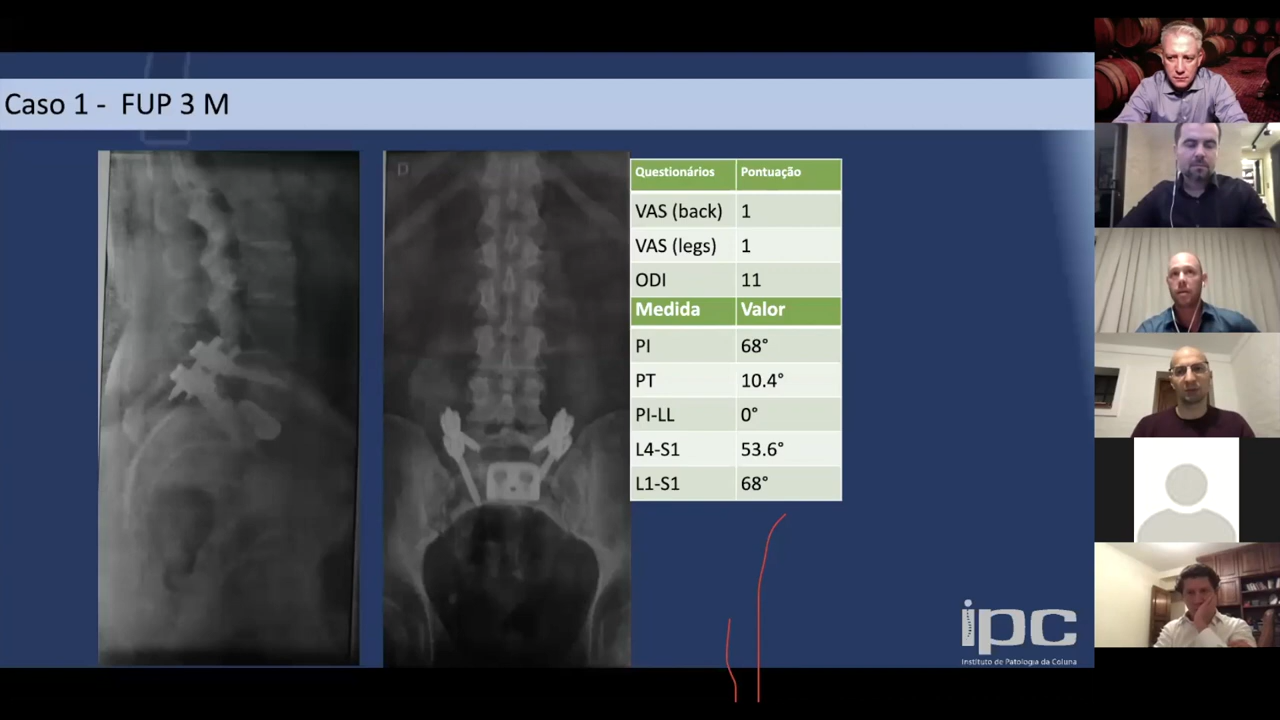 Caso 1 - FUP 3 M
D
Questionários Pontuação
VAS (back) 1
VAS (legs) 1
ODI 11
Medida Valor
PI 68°
PT 10.4°
PI-LL 0°
L4-S1 53.6°
L1-S1 68°
ipc
Instituto de Patologia da Coluna